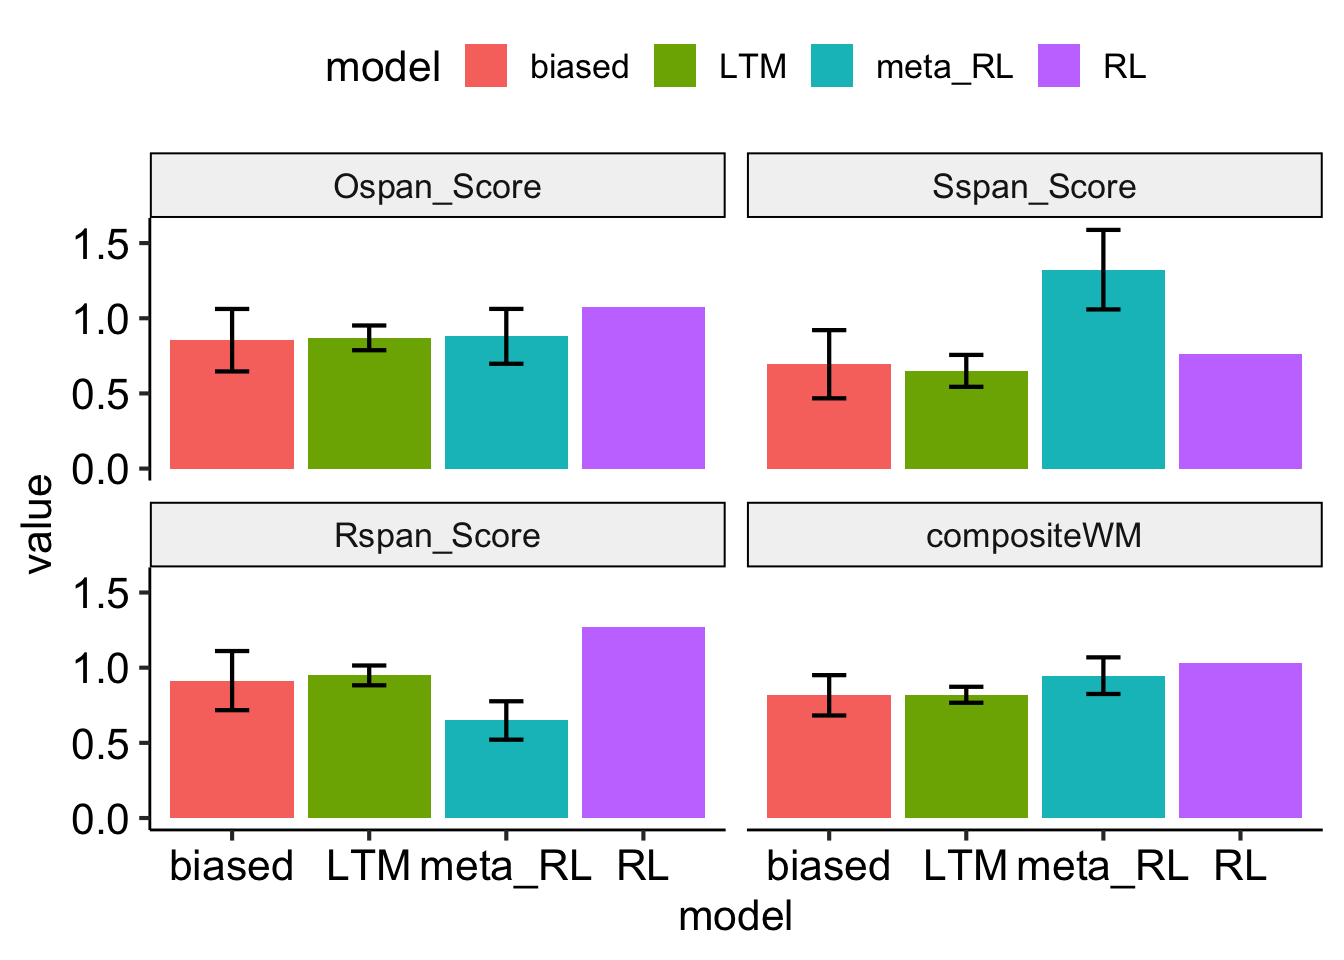 model biased LTM meta_RL RL
Ospan_Score Sspan_Score
1.5
1.0
0.5
0.0
value
Rspan_Score compositeWM
1.5
1.0
0.5
0.0
biased LTM meta_RL RL biased LTM meta_RL RL
model